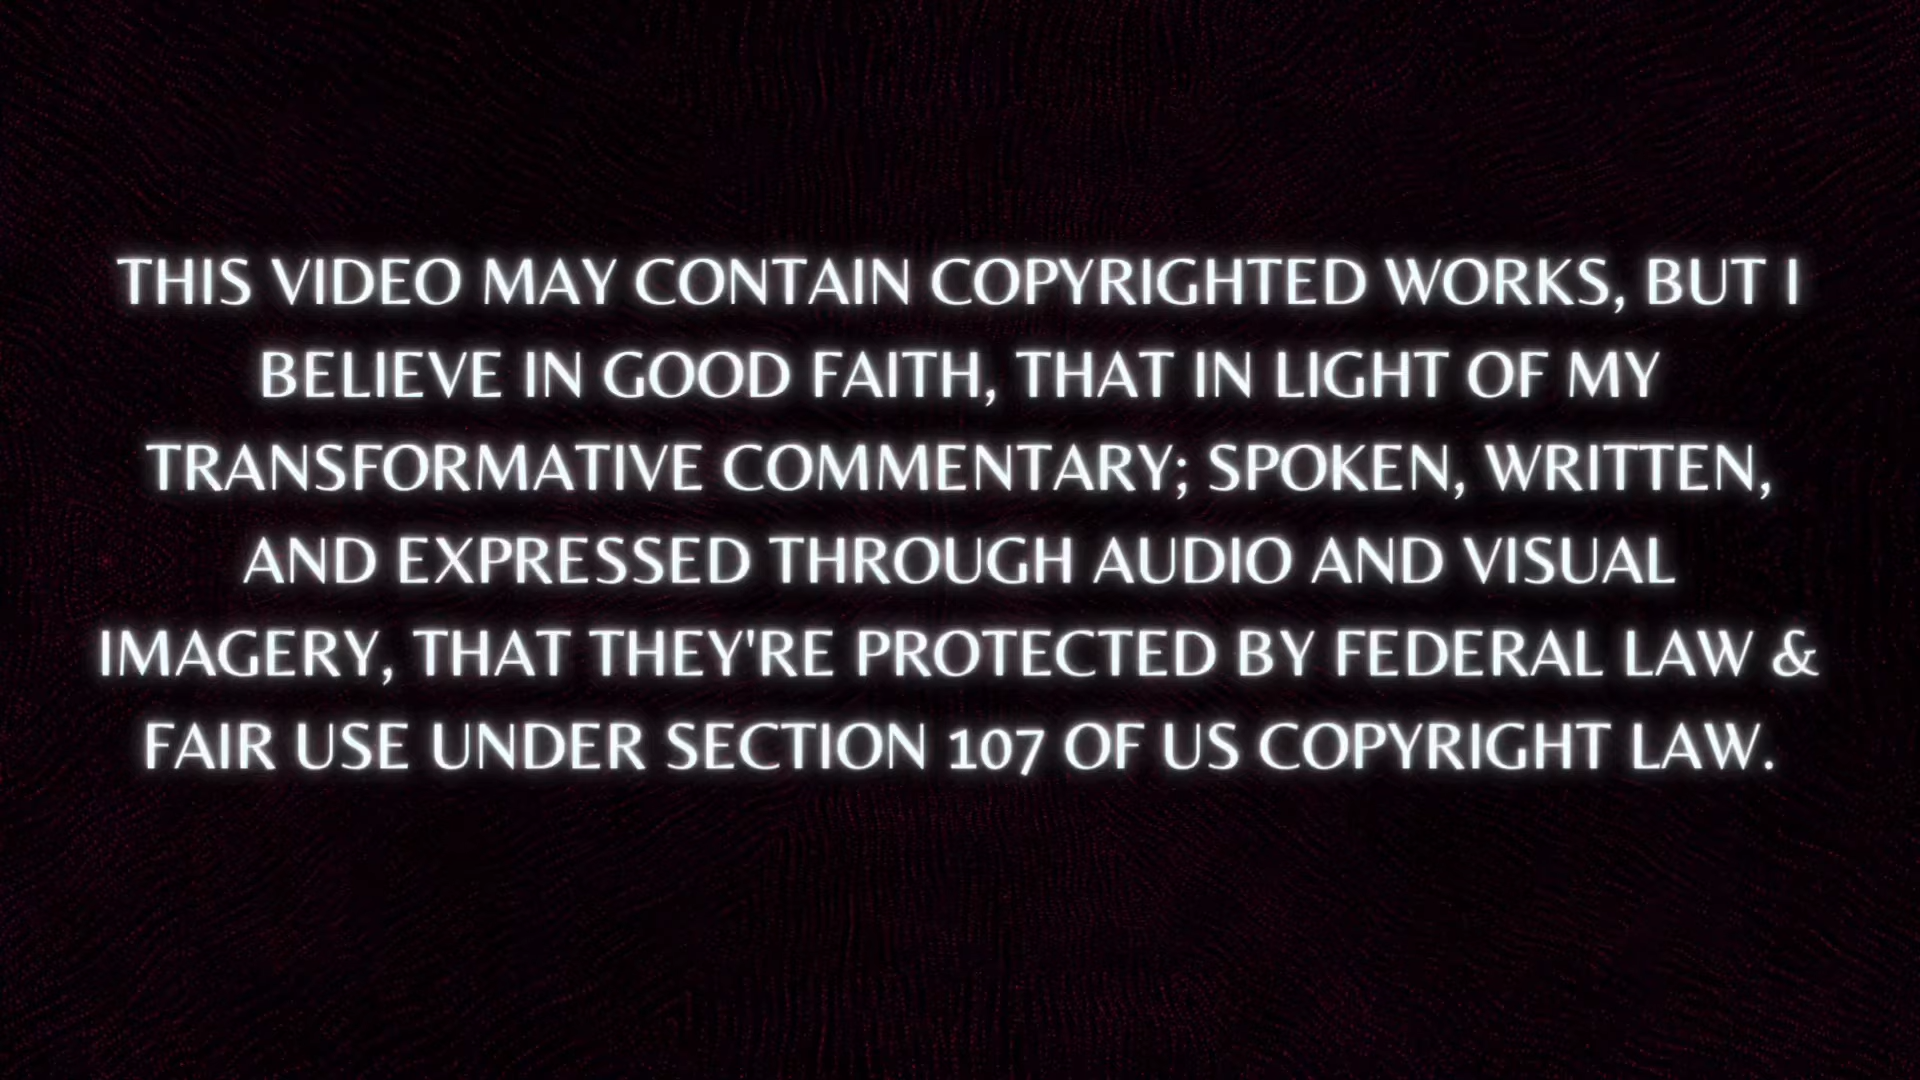 THIS VIDEO MAY CONTAIN COPYRIGHTED WORKS, BUT I
BELIEVE IN GOOD FAITH, THAT IN LIGHT OF MY
TRANSFORMATIVE COMMENTARY; SPOKEN, WRITTEN,
AND EXPRESSED THROUGH AUDIO AND VISUAL
IMAGERY, THAT THEY'RE PROTECTED BY FEDERAL LAW &
FAIR USE UNDER SECTION 107 OF US COPYRIGHT LAW.